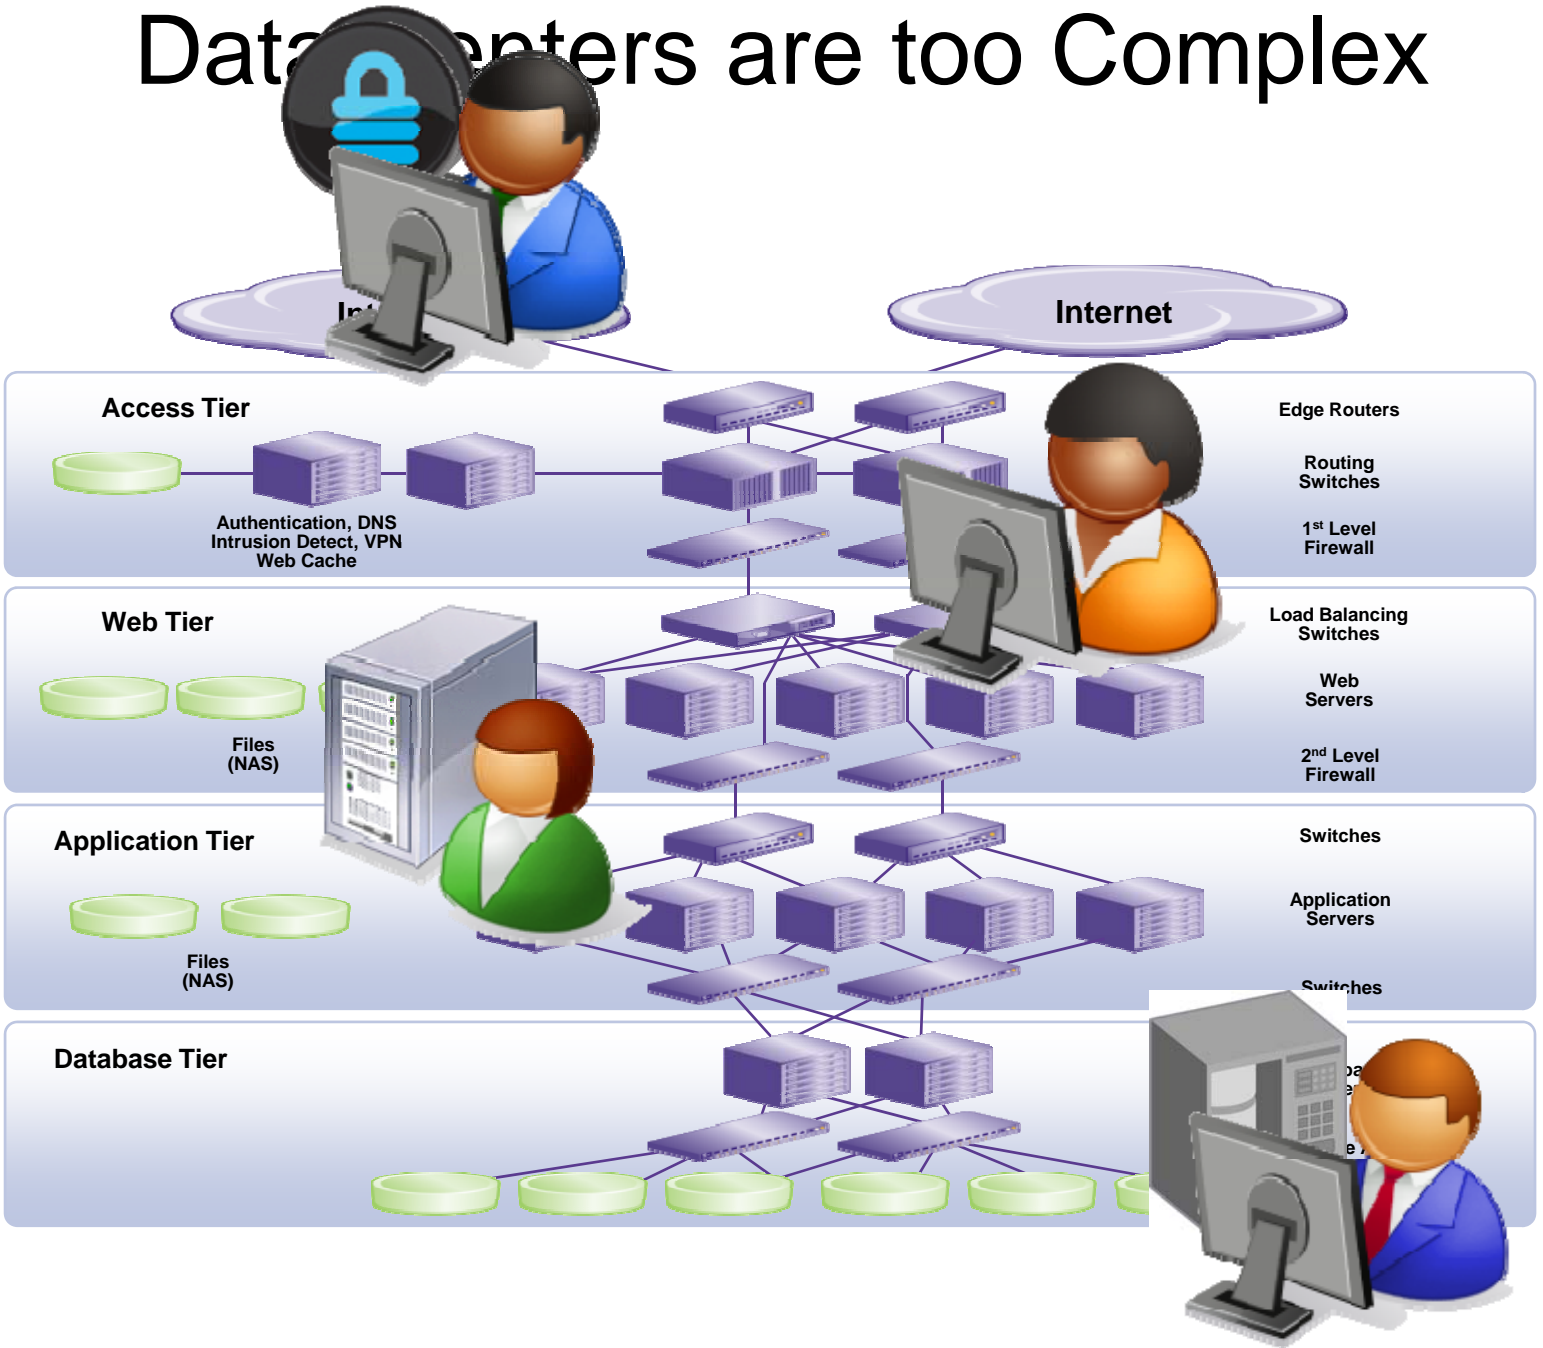 Data Centers are too Complex
Internet
Internet
Access Tier
Edge Routers
Routing
Switches
Authentication, DNS
Intrusion Detect, VPN
Web Cache
1st Level
Firewall
Web Tier
Load Balancing
Switches
Web
Servers
Files
(NAS)
2nd Level
Firewall
Application Tier
Switches
Application
Servers
Files
(NAS)
Switches
Database Tier